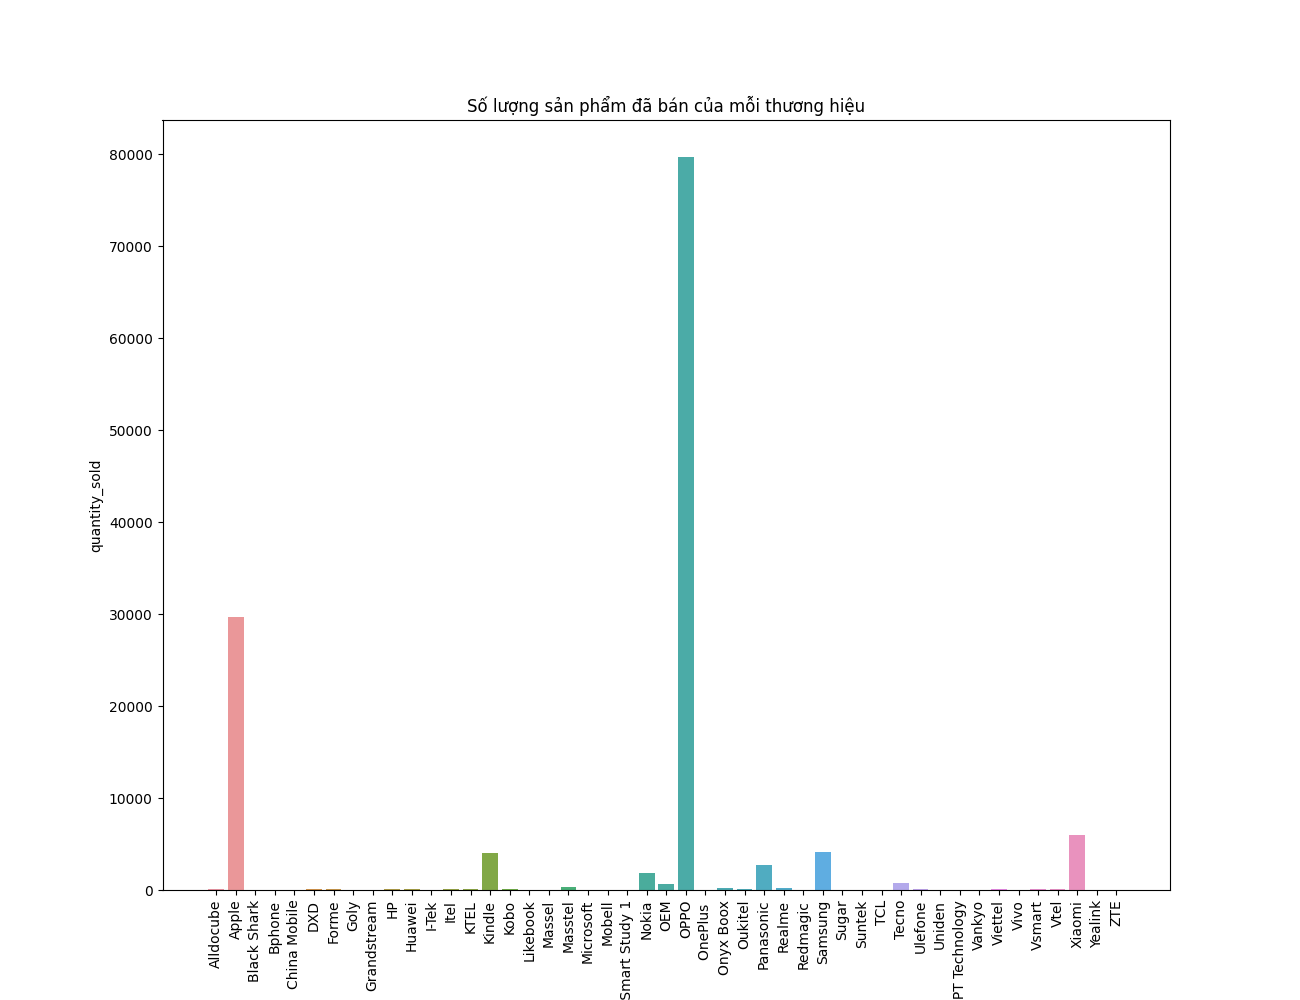 Số lượng sản phẩm đã bán của mỗi thương hiệu
80000
70000
60000
50000
40000
30000
20000
10000
0
quantity_sold
Alldocube
Apple
Black Shark
Bphone
China Mobile
DXD
Forme
Goly
Grandstream
HP
Huawei
I-Tek
Itel
KTEL
Kindle
Kobo
Likebook
Massel
Masstel
Microsoft
Mobell
Smart Study 1
Nokia
OEM
OPPO
OnePlus
Onyx Boox
Oukitel
Panasonic
Realme
Redmagic
Samsung
Sugar
Suntek
TCL
Tecno
Ulefone
Uniden
PT Technology
Vankyo
Viettel
Vivo
Vsmart
Vtel
Xiaomi
Yealink
ZTE